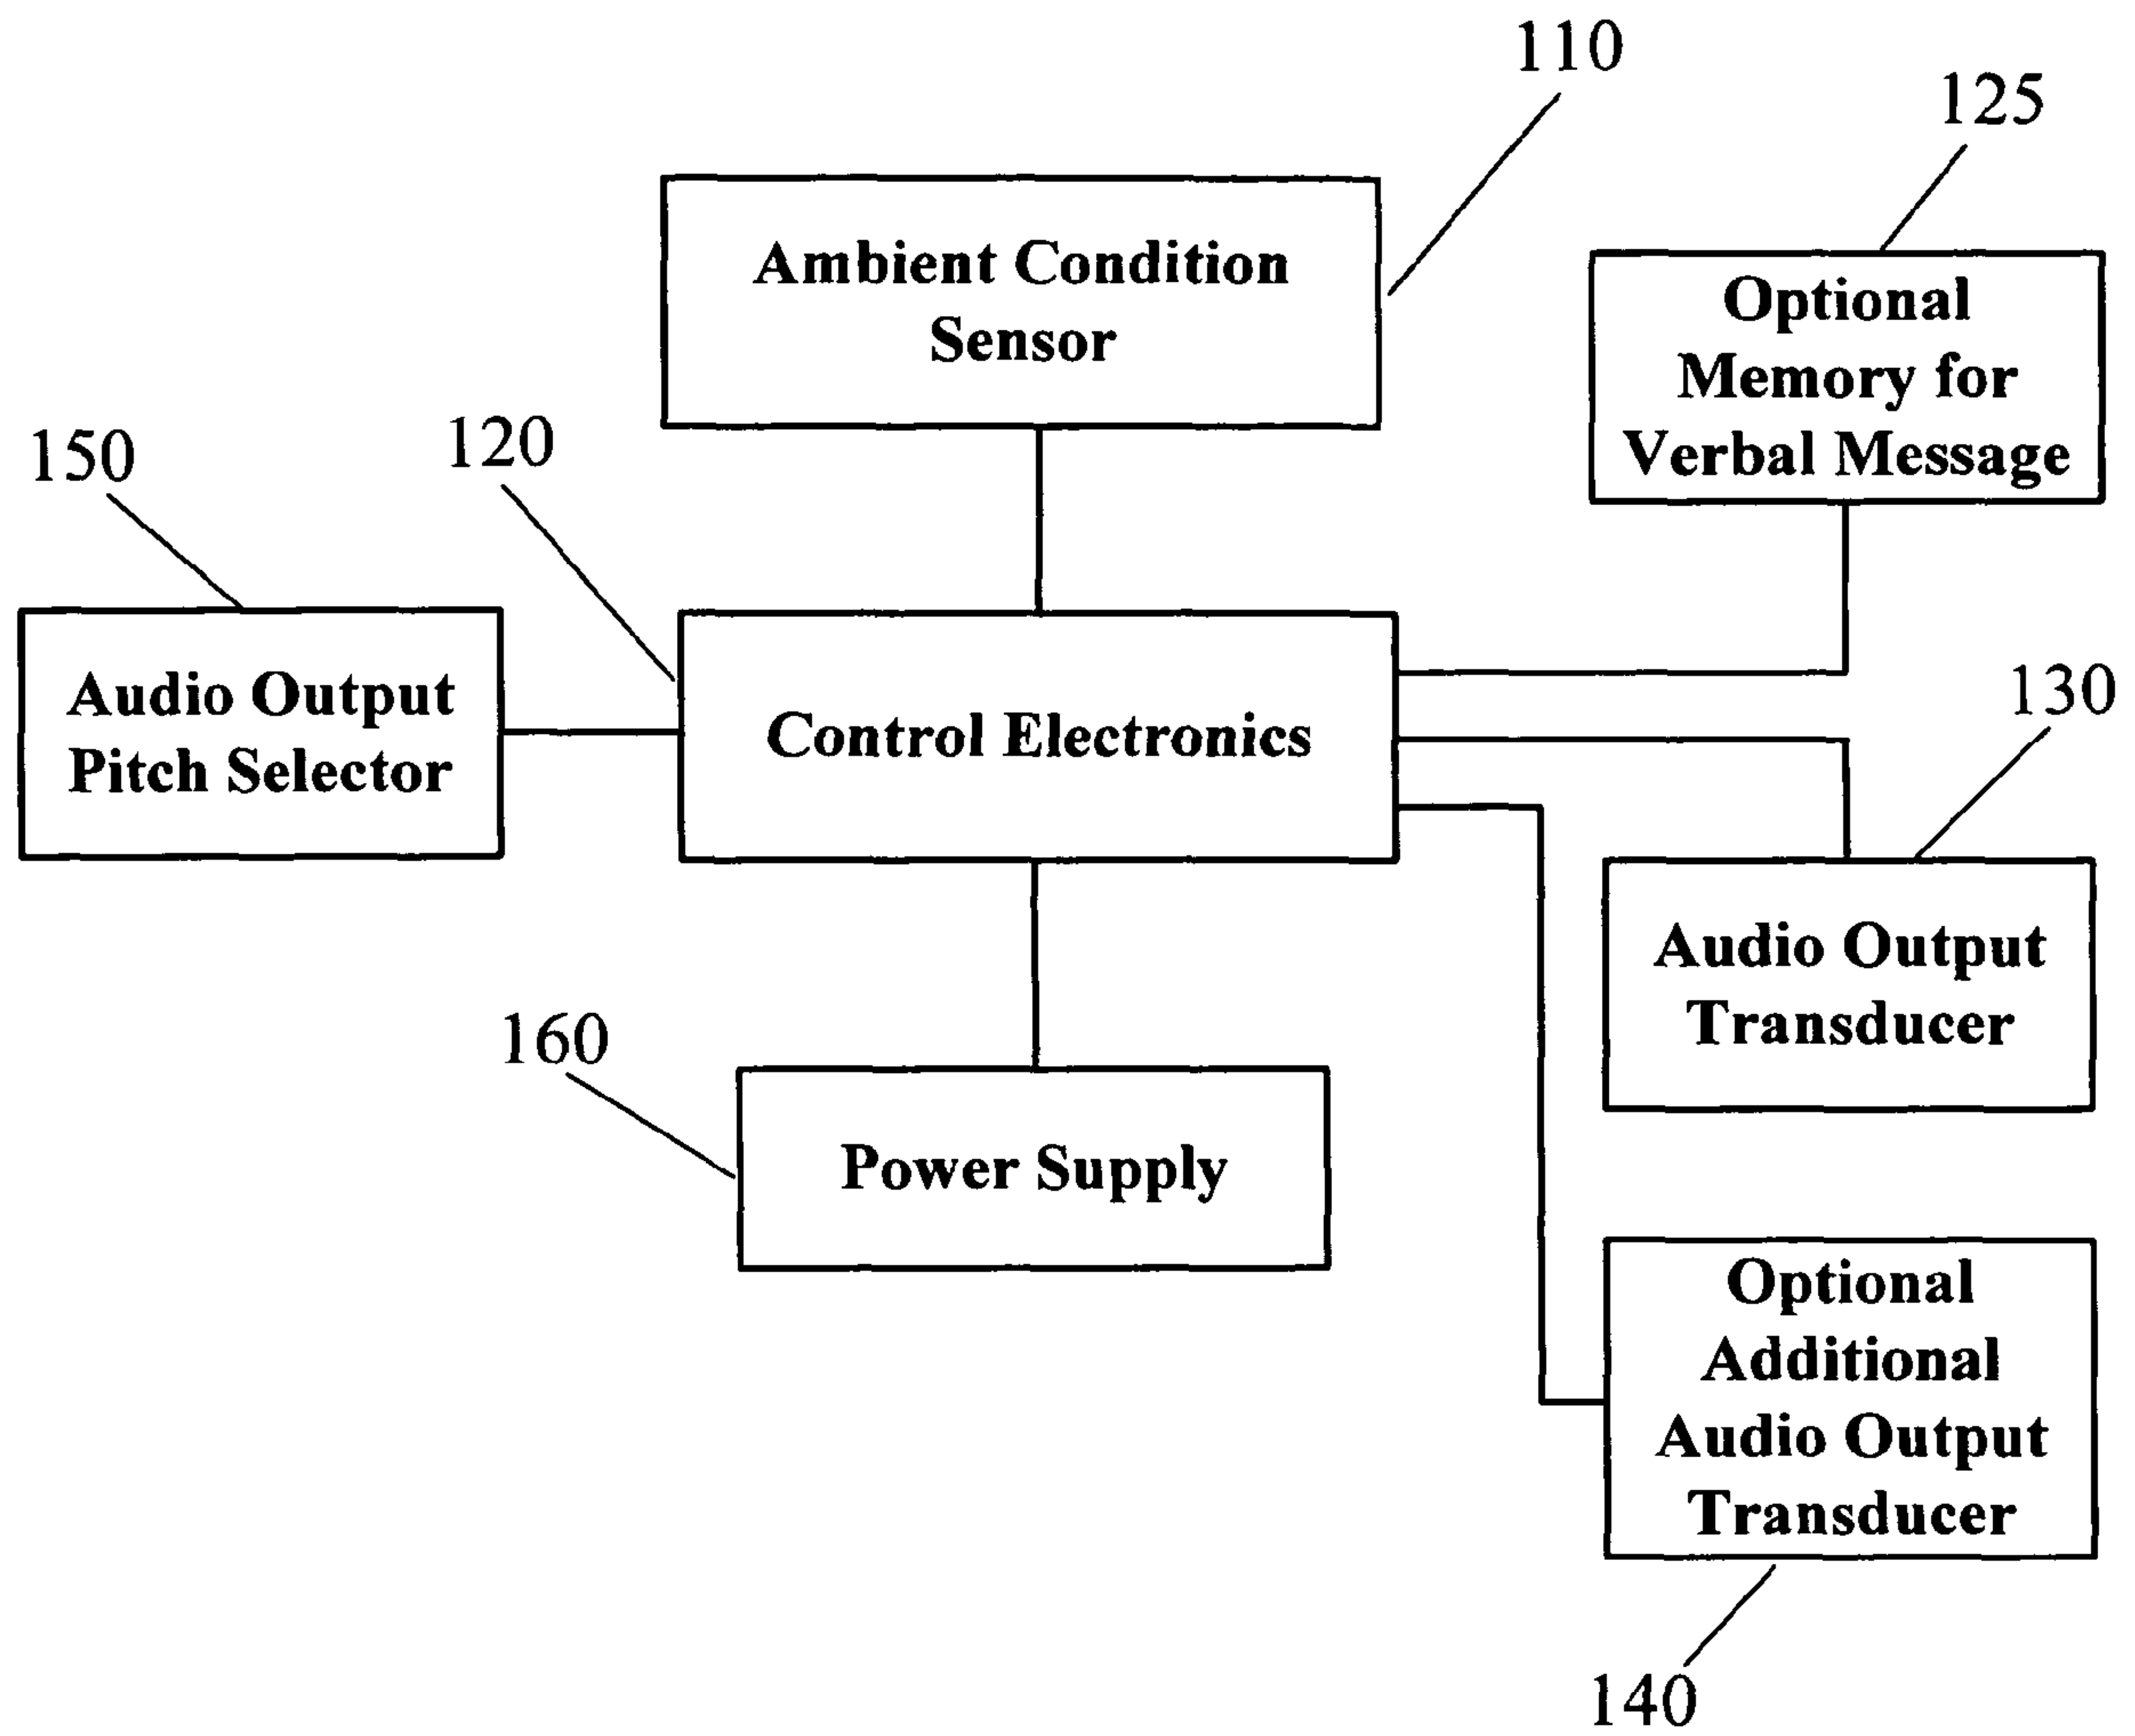 110
125
Ambient Condition
Sensor
Optional
Memory for
Verbal Message
150
120
130
Audio Output
Pitch Selector
Control Electronics
Audio Output
Transducer
160
Power Supply
Optional
Additional
Audio Output
Transducer
140